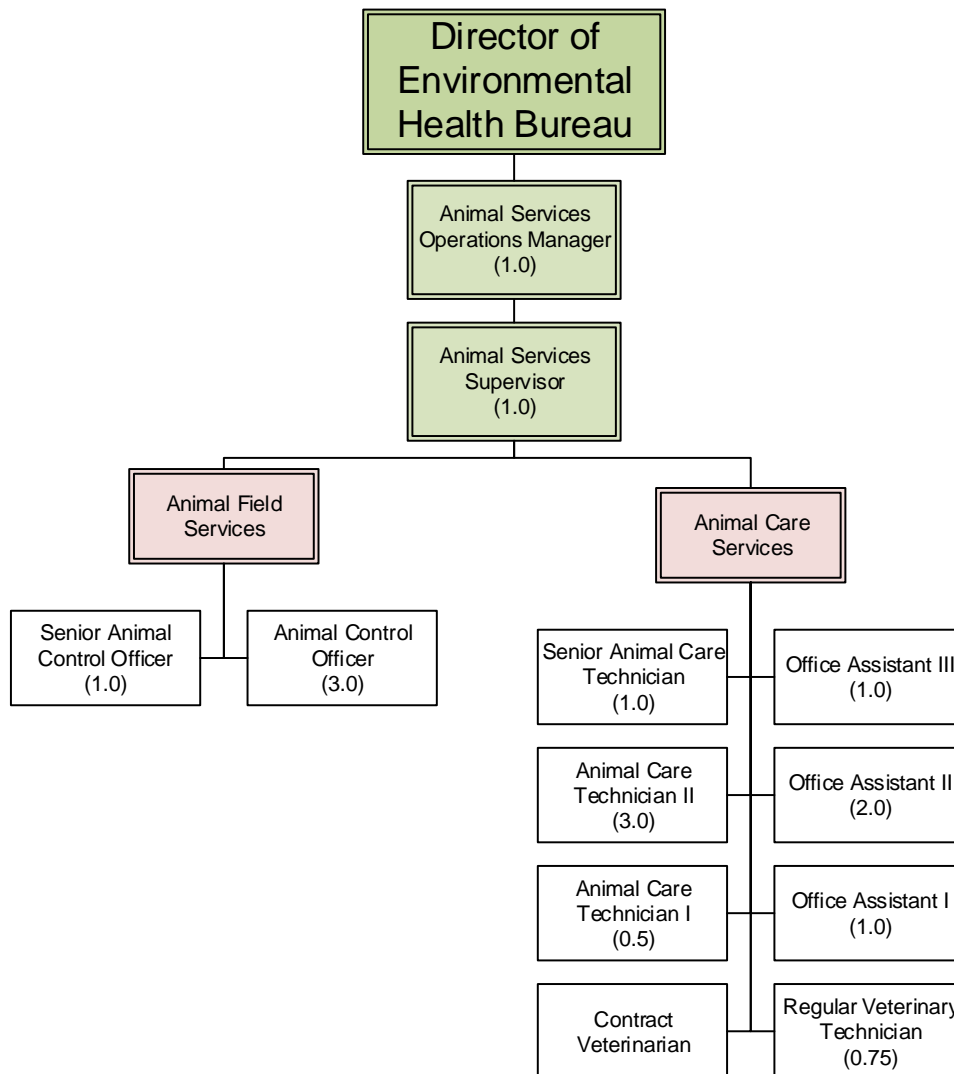 Director of
Environmental
Health Bureau
Animal Services
Operations Manager
(1.0)
Animal Services
Supervisor
(1.0)
Animal Field
Services
Animal Care
Services
Senior Animal
Control Officer
(1.0)
Animal Control
Officer
(3.0)
Senior Animal Care
Technician
(1.0)
Office Assistant III
(1.0)
Animal Care
Technician II
(3.0)
Office Assistant II
(2.0)
Animal Care
Technician I
(0.5)
Office Assistant I
(1.0)
Contract
Veterinarian
Regular Veterinary
Technician
(0.75)